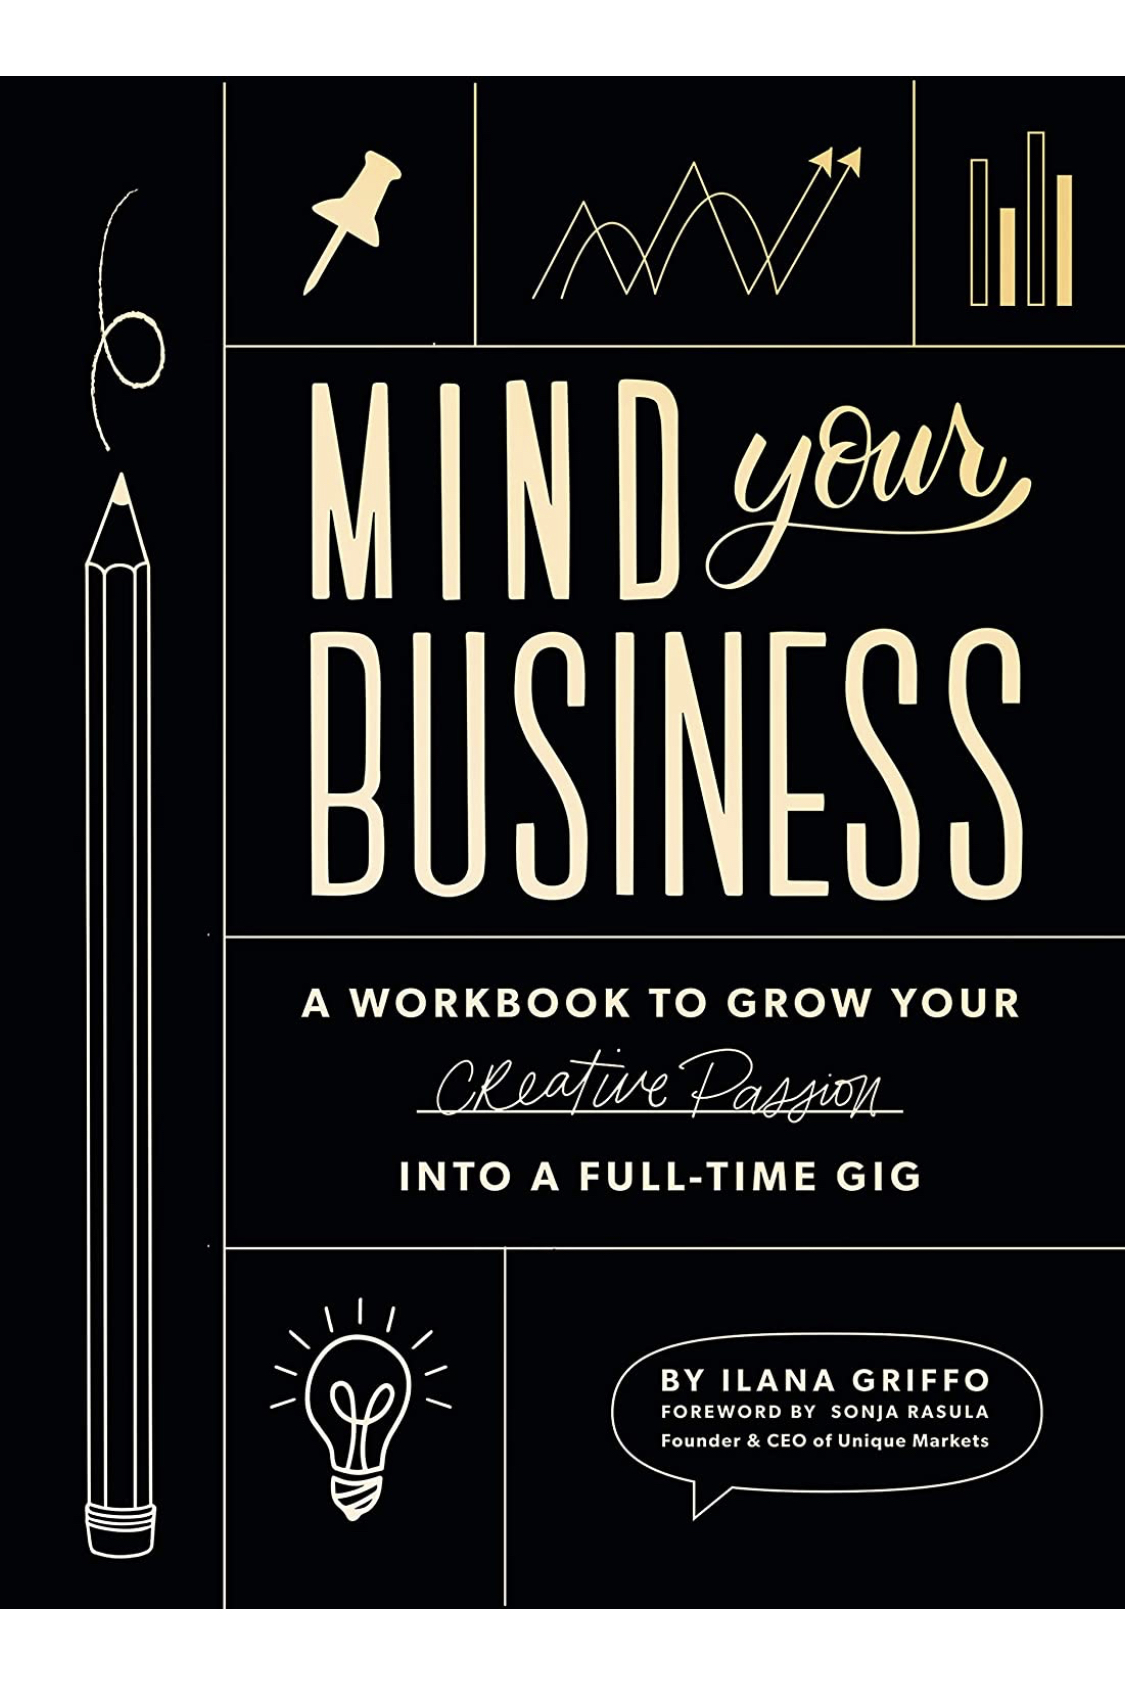 MIND your
BUSINESS
A WORKBOOK TO GROW YOUR
Creative Passion
INTO A FULL-TIME GIG
BY ILANA GRIFFO
FOREWORD BY SONJA RASULA
Founder & CEO of Unique Markets